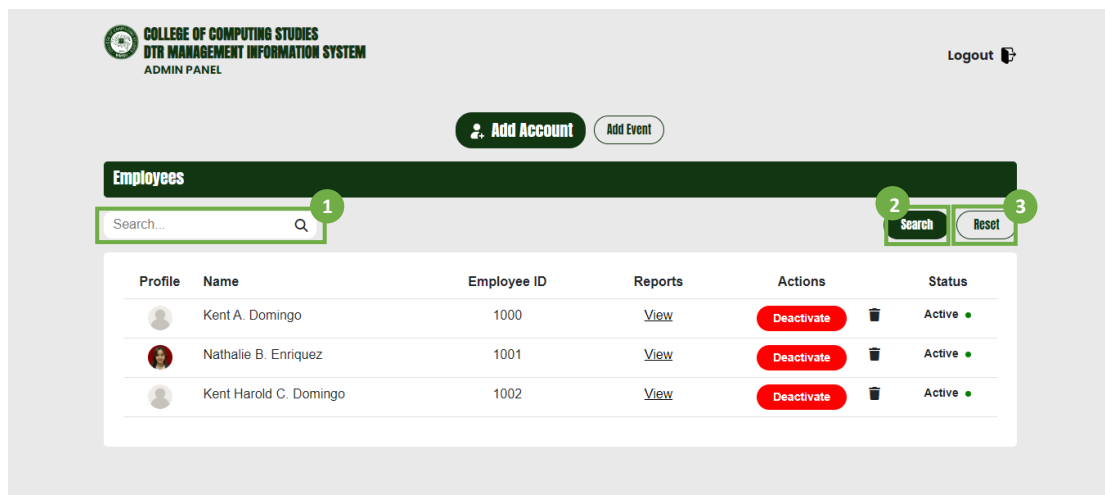 COLLEGE OF COMPUTING STUDIES
DTR MANAGEMENT INFORMATION SYSTEM
ADMIN PANEL
Logout
Add Account Add Event
Employees
1
2 3
Search... Search Reset
Profile Name Employee ID Reports Actions Status
Kent A. Domingo 1000 View Deactivate Active
Nathalie B. Enriquez 1001 View Deactivate Active
Kent Harold C. Domingo 1002 View Deactivate Active